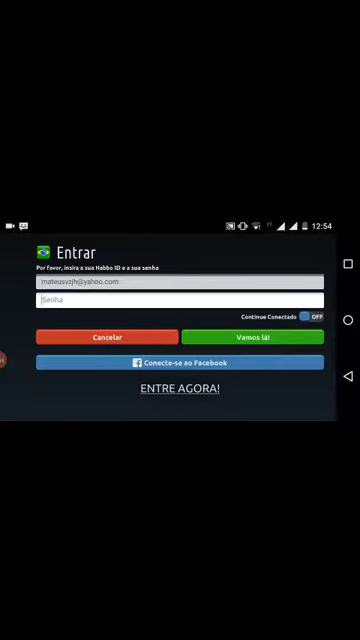 12:54
Entrar
Por Favor, insira a sua Habbo ID e a sua senha
mateusvzjh@yahoo.com
Senha
Continue Conectado OFF
Cancelar
Vamos lá!
Conecte-se ao Facebook
ENTRE AGORA!